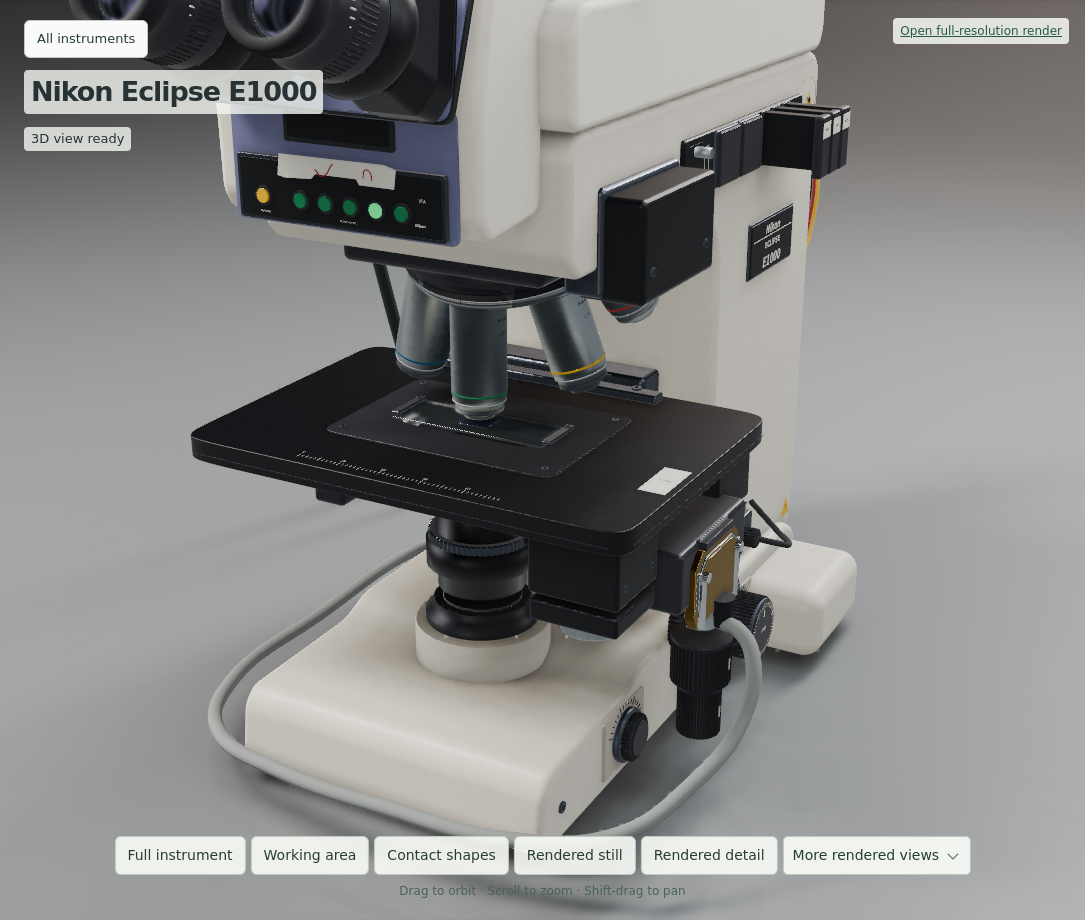 All instruments
Open full-resolution render
Nikon Eclipse E1000
3D view ready
Nikon
ECLIPSE
E1000
Full instrument
Working area
Contact shapes
Rendered still
Rendered detail
More rendered views
Drag to orbit · Scroll to zoom · Shift-drag to pan